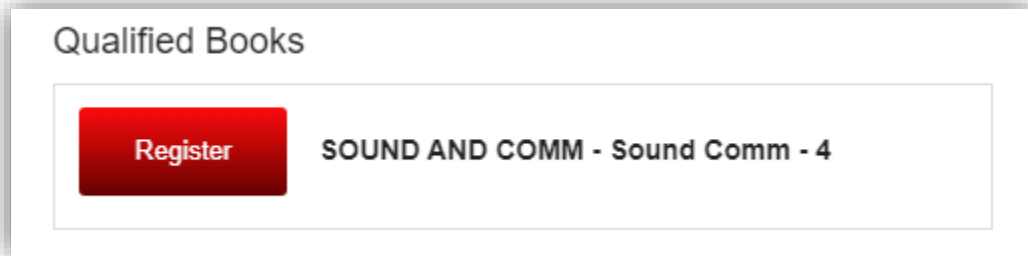 Qualified Books
Register
SOUND AND COMM - Sound Comm - 4